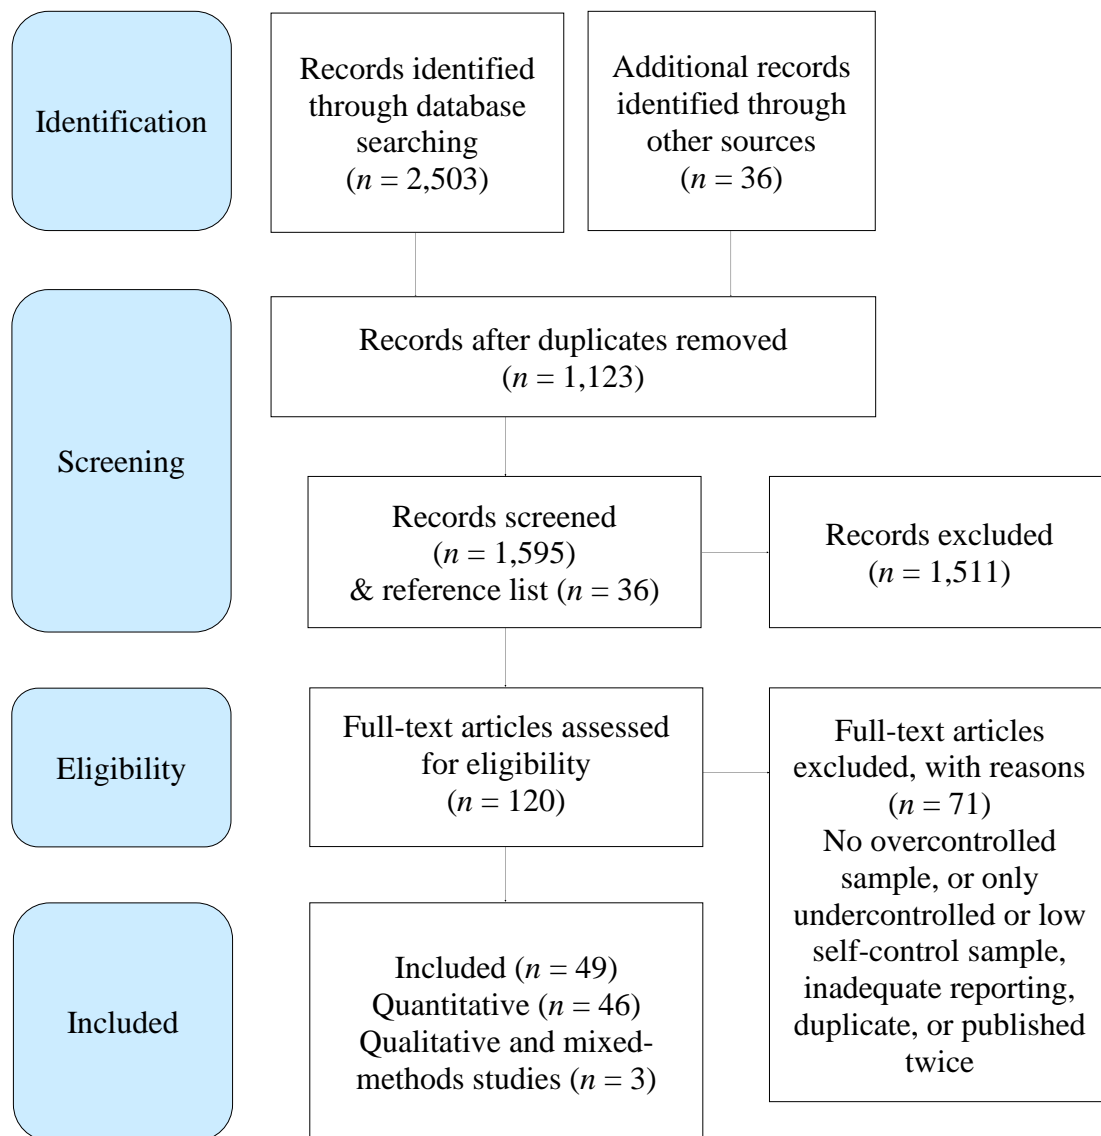 Identification
Records identified
through database
searching
(n = 2,503)
Additional records
identified through
other sources
(n = 36)
Screening
Records after duplicates removed
(n = 1,123)
Records screened
(n = 1,595)
& reference list (n = 36)
Records excluded
(n = 1,511)
Eligibility
Full-text articles assessed
for eligibility
(n = 120)
Full-text articles
excluded, with reasons
(n = 71)
No overcontrolled
sample, or only
undercontrolled or low
self-control sample,
inadequate reporting,
duplicate, or published
twice
Included
Included (n = 49)
Quantitative (n = 46)
Qualitative and mixed-
methods studies (n = 3)